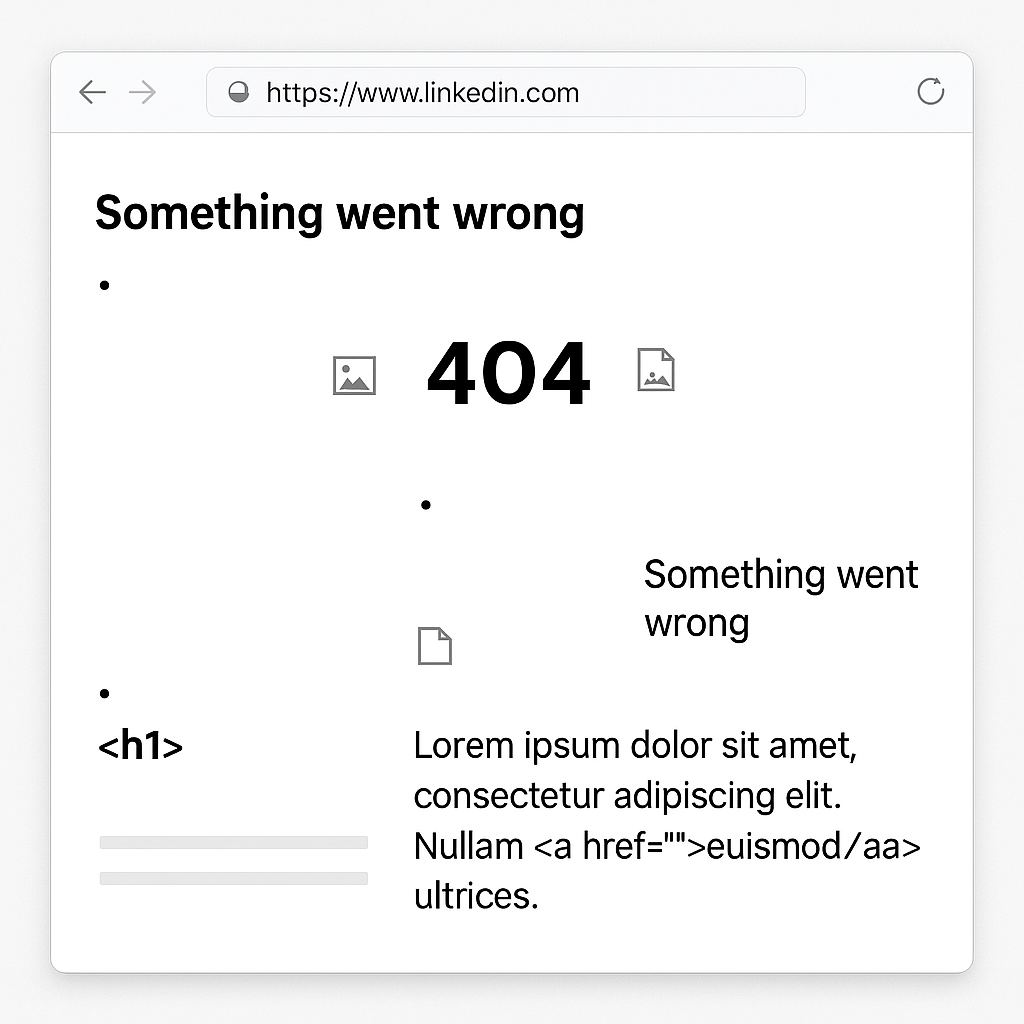 https://www.linkedin.com
Something went wrong
•
404
•
Something went
wrong
•
<h1>
Lorem ipsum dolor sit amet,
consectetur adipiscing elit.
Nullam <a href="">euismod/aa>
ultrices.